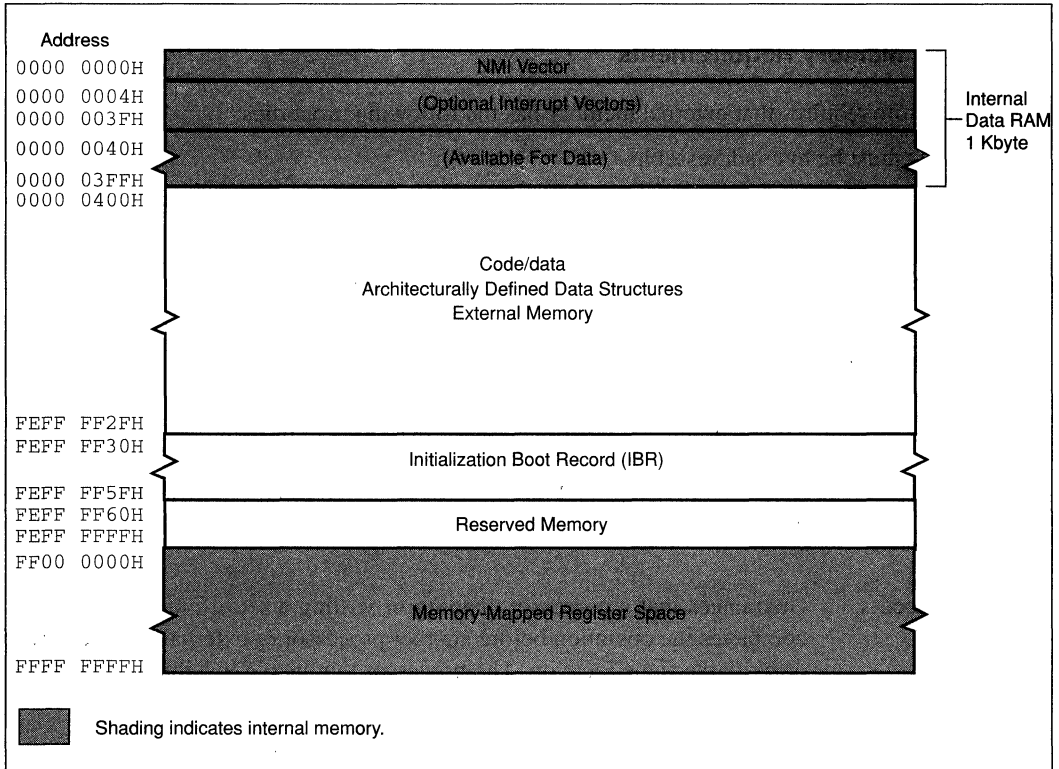 Address
0000 0000H
NMI Vector
0000 0004H
(Optional Interrupt Vectors)
0000 003FH
Internal
Data RAM
1 Kbyte
0000 0040H
(Available For Data)
0000 03FFH
0000 0400H
Code/data
Architecturally Defined Data Structures
External Memory
FEFF FF2FH
FEFF FF30H
Initialization Boot Record (IBR)
FEFF FF5FH
FEFF FF60H
Reserved Memory
FEFF FFFFH
FF00 0000H
Memory-Mapped Register Space
FFFF FFFFH
Shading indicates internal memory.